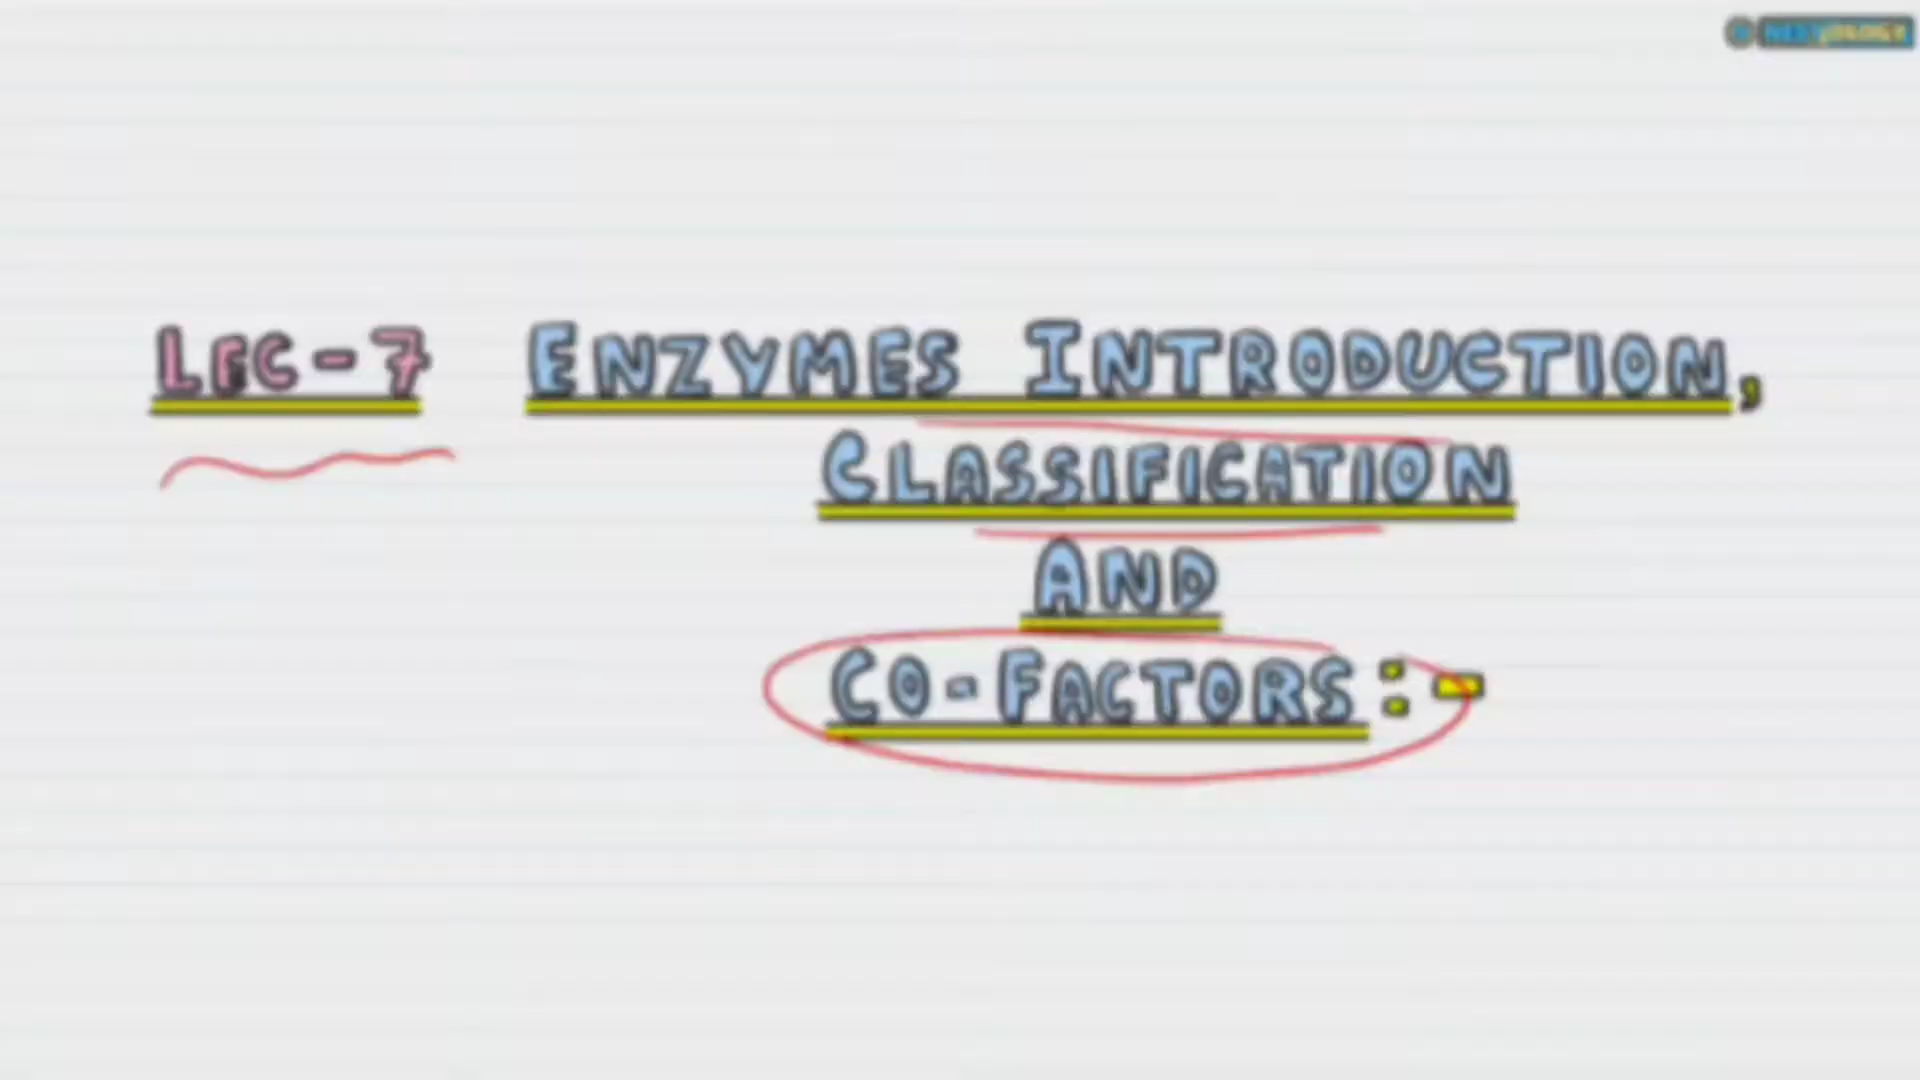 LEC-7 ENZYMES INTRODUCTION,
CLASSIFICATION
AND
CO-FACTORS:-